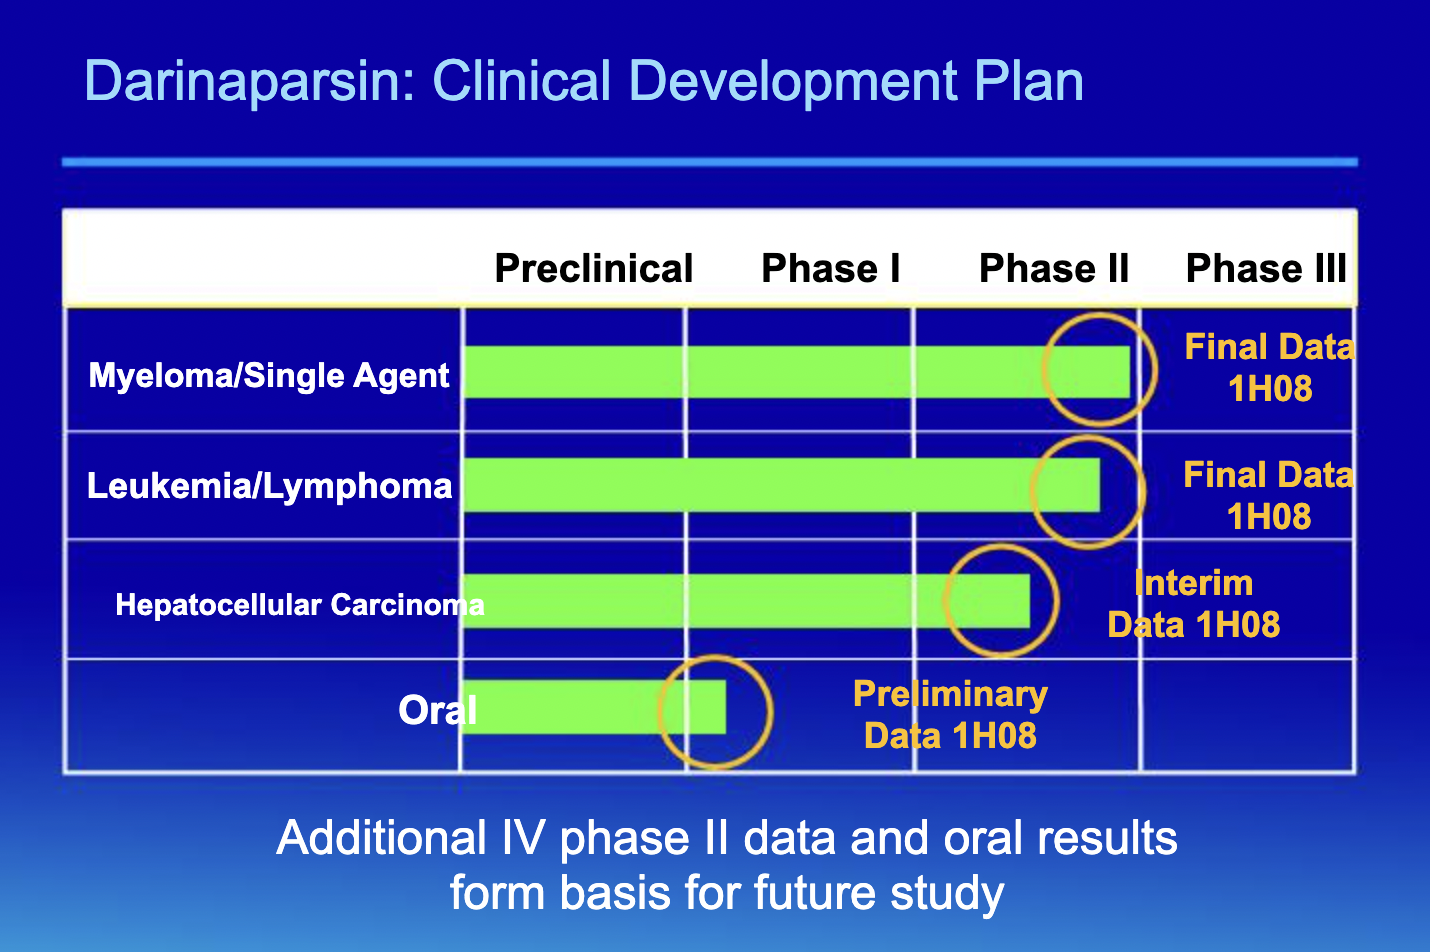 Darinaparsin: Clinical Development Plan
Preclinical Phase I Phase II Phase III
Myeloma/Single Agent
Final Data
1H08
Leukemia/Lymphoma
Final Data
1H08
Hepatocellular Carcinoma
Interim
Data 1H08
Oral
Preliminary
Data 1H08
Additional IV phase II data and oral results
form basis for future study